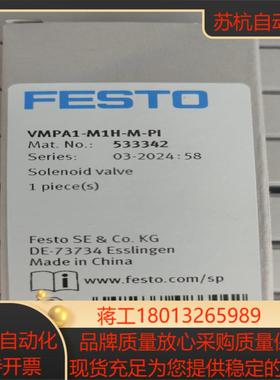 苏杭自动化
FESTO
VMPA1-M1H-M-PI
Mat. No.: 533342
Series: 03-2024:58
Solenoid valve
1 piece(s)
Festo SE & Co. KG
DE-73734 Esslingen
Made in China
www.festo.com/sp
自动化
蒋工18013265989
开票
品牌质量放心采购质量保证
现货充足为您提供稳定的